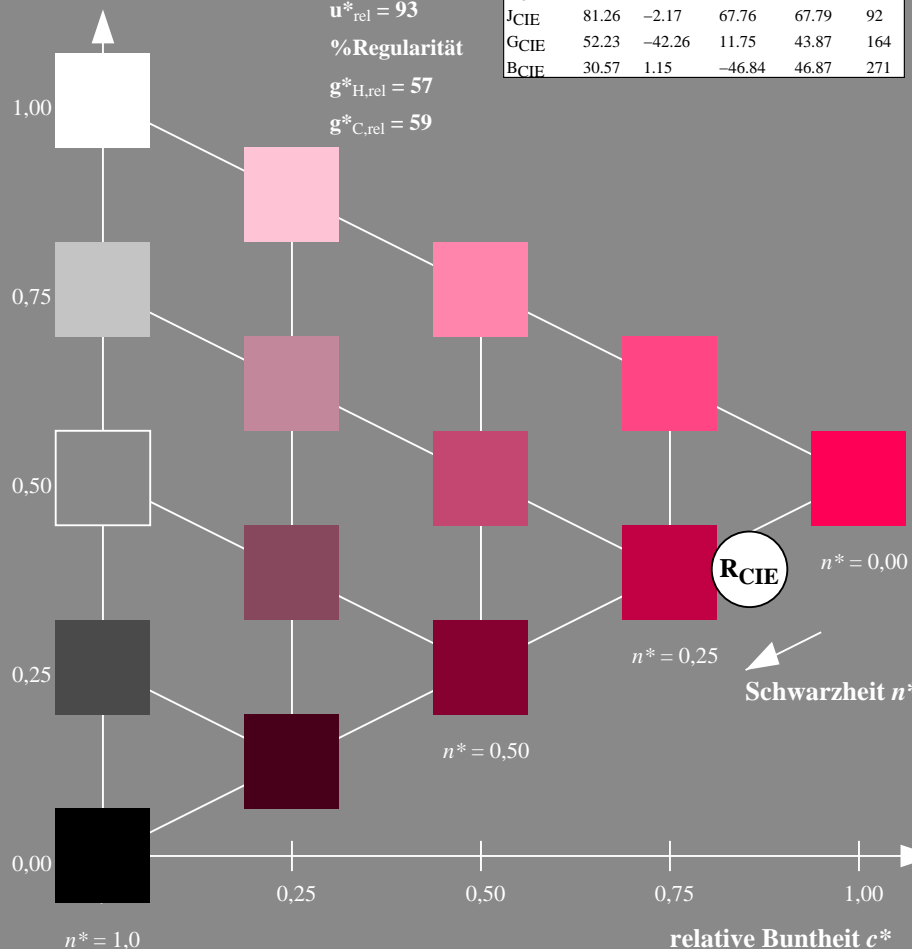 u*rel = 93
%Regularität
g*H,rel = 57
g*C,rel = 59
JCIE 81.26 −2.17 67.76 67.79 92
GCIE 52.23 −42.26 11.75 43.87 164
BCIE 30.57 1.15 −46.84 46.87 271
1,00
0,75
0,50
0,25
0,00
RCIE
n* = 0,00
n* = 0,25
Schwarzheit n*
n* = 0,50
0,25 0,50 0,75 1,00
n* = 1,0
relative Buntheit c*